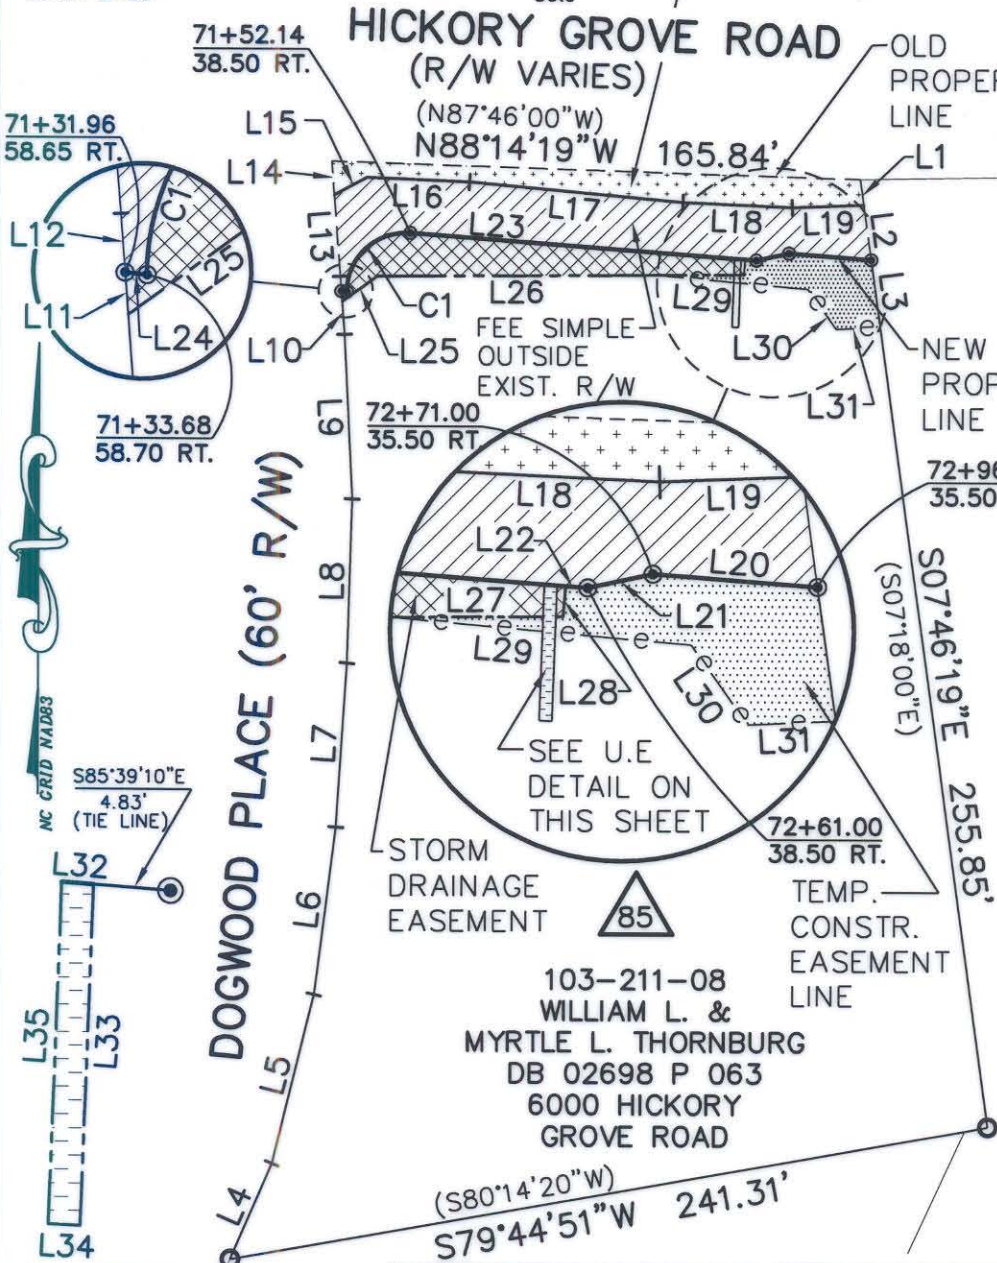 HICKORY GROVE ROAD
(R/W VARIES)
71+52.14
38.50 RT.
OLD
LINE
(N87°46'00"W)
N88°14'19"W 165.84'
71+31.96
58.65 RT.
L15
L14
L1
L16
L17
L18
L19
L13
L23
L2
L12
C1
L25
L11
L24
L26
L29
L3
C1
L10
L25
FEE SIMPLE
OUTSIDE
EXIST. R/W
e
e
e
e
L30
L31
NEW
LINE
71+33.68
58.70 RT.
L9
72+71.00
35.50 RT.
35.50
L18
L19
L22
L20
L27
L21
e
e
e
e
e
e
e
L29
L28
L30
L31
L8
DOGWOOD PLACE (60' R/W)
S07°46'19"E 255.85'
(S07°18'00"E)
NC GRID NAD83
L7
SEE U.E
DETAIL ON
THIS SHEET
S85°39'10"E
4.83'
(TIE LINE)
72+61.00
38.50 RT.
STORM
DRAINAGE
EASEMENT
TEMP.
CONSTR.
EASEMENT
LINE
L32
85
L6
103-211-08
WILLIAM L. &
MYRTLE L. THORNBURG
DB 02698 P 063
6000 HICKORY
GROVE ROAD
L35
L33
L5
L4
L34
(S80°14'20"W)
S79°44'51"W 241.31'